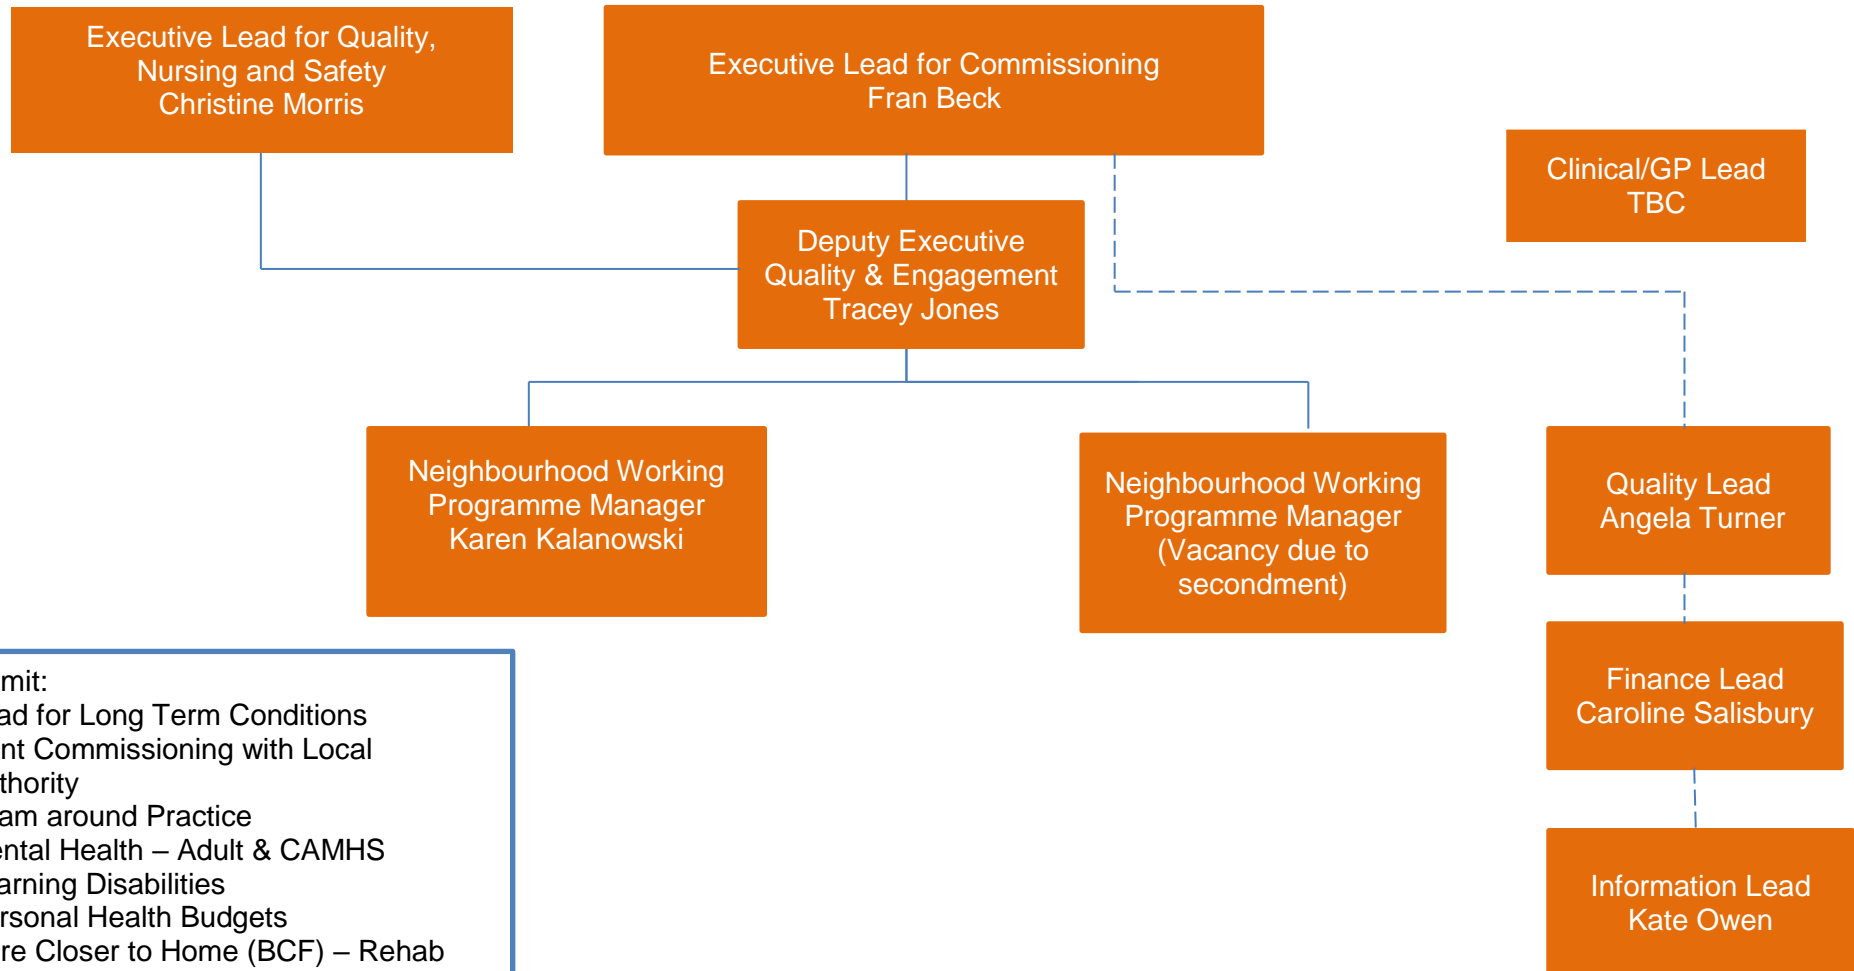 Executive Lead for Quality,
Nursing and Safety
Christine Morris
Executive Lead for Commissioning
Fran Beck
Clinical/GP Lead
TBC
Deputy Executive
Quality & Engagement
Tracey Jones
Neighbourhood Working
Programme Manager
Karen Kalanowski
Neighbourhood Working
Programme Manager
(Vacancy due to
secondment)
Quality Lead
Angela Turner
Finance Lead
Caroline Salisbury
Information Lead
Kate Owen
mit:
ad for Long Term Conditions
nt Commissioning with Local
thority
am around Practice
ental Health – Adult & CAMHS
arning Disabilities
rsonal Health Budgets
re Closer to Home (BCF) – Rehab